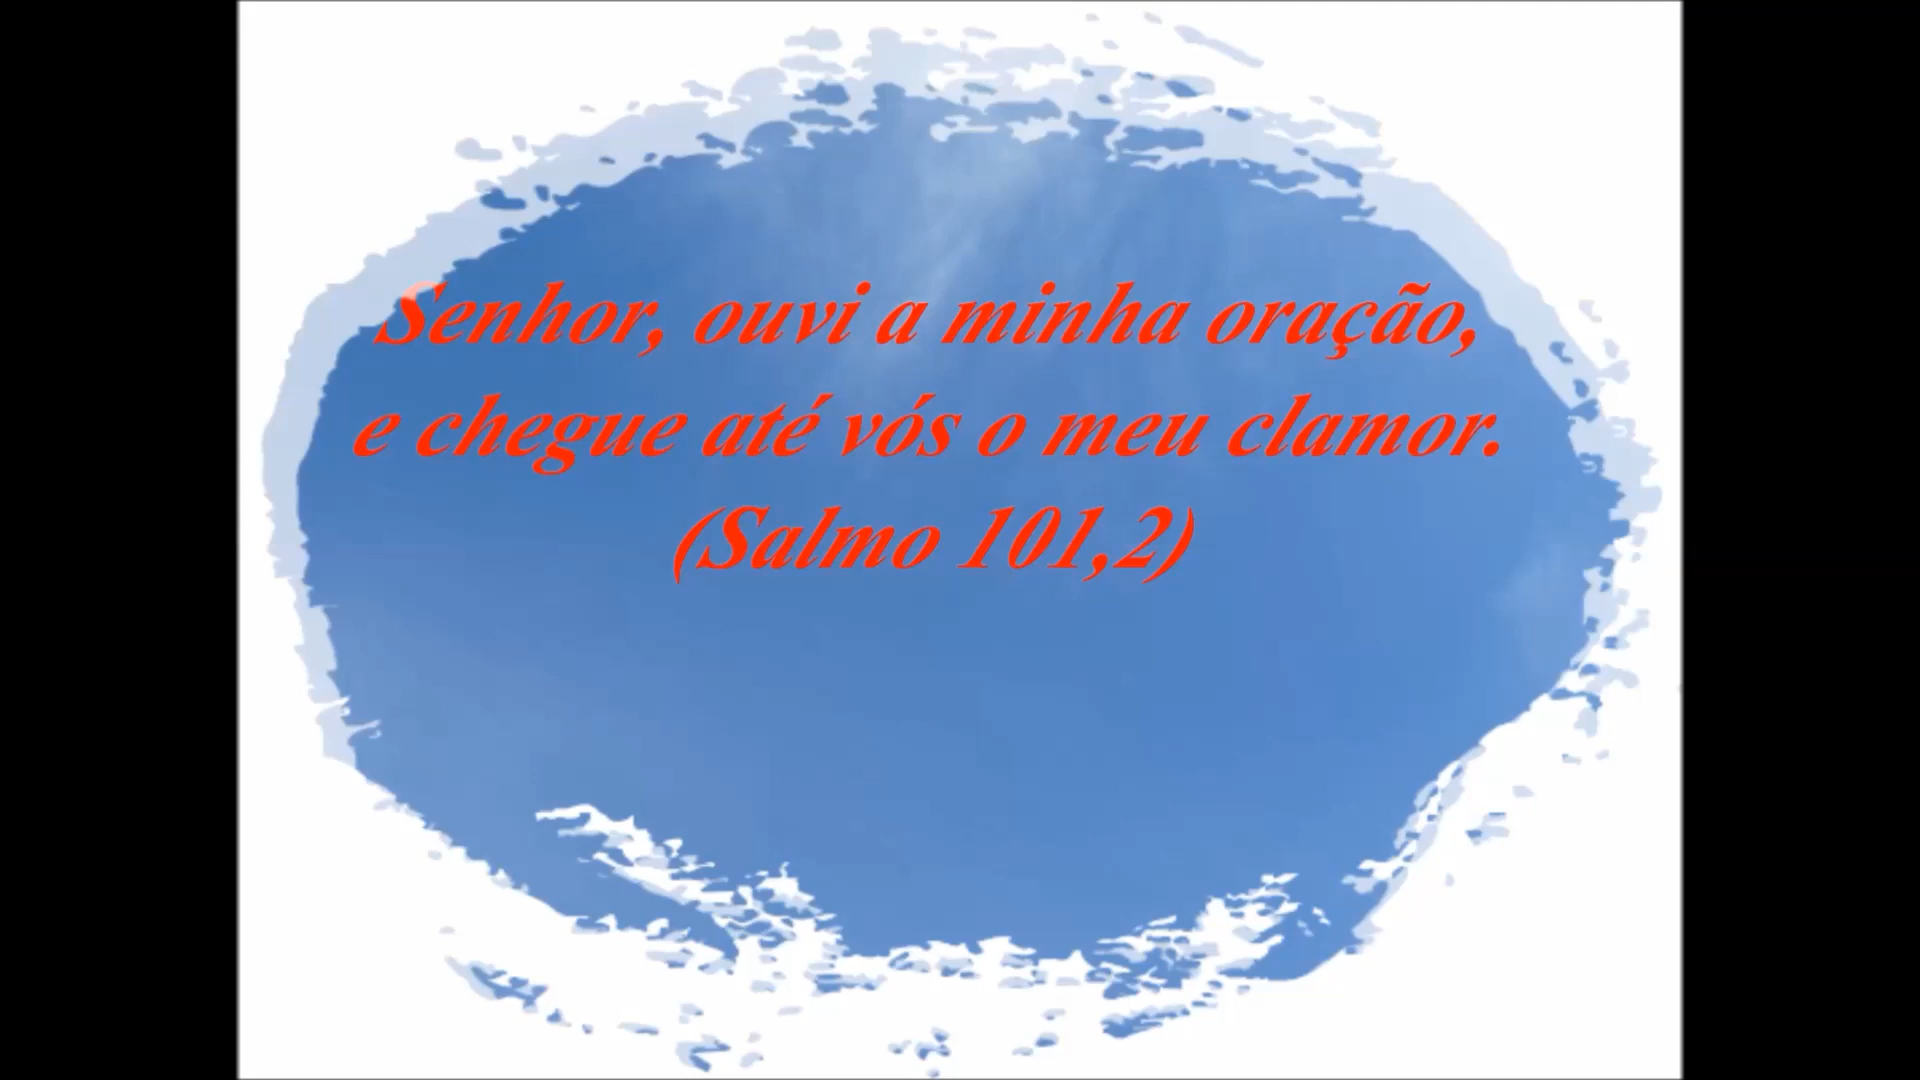 Senhor, ouvi a minha oração,
e chegue até vós o meu clamor.
(Salmo 101,2)